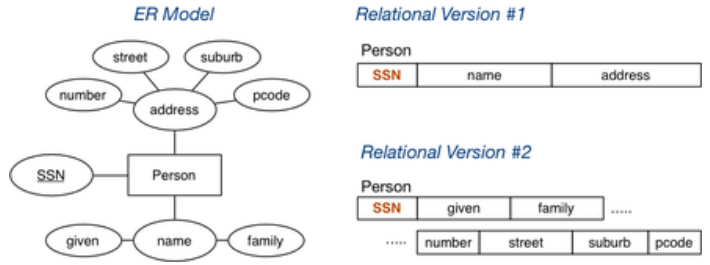 ER Model
street
suburb
number
pcode
address
SSN
Person
given
name
family
Relational Version #1
Person
SSN name address
Relational Version #2
Person
SSN given family .....
..... number street suburb pcode